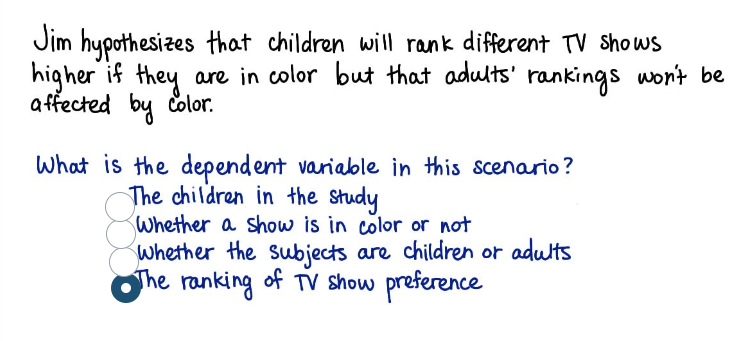 Jim hypothesizes that children will rank different TV shows
higher if they are in color but that adults' rankings won't be
affected by color.
What is the dependent variable in this scenario?
The children in the study
Whether a show is in color or not
Whether the subjects are children or adults
The ranking of TV show preference